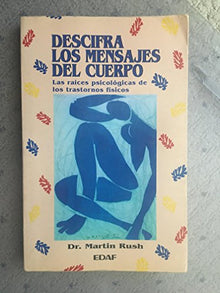 DESCIFRA
LOS MENSAJES
DEL CUERPO
Las raíces psicológicas de
los trastornos físicos
Dr. Martin Rush
EDAF